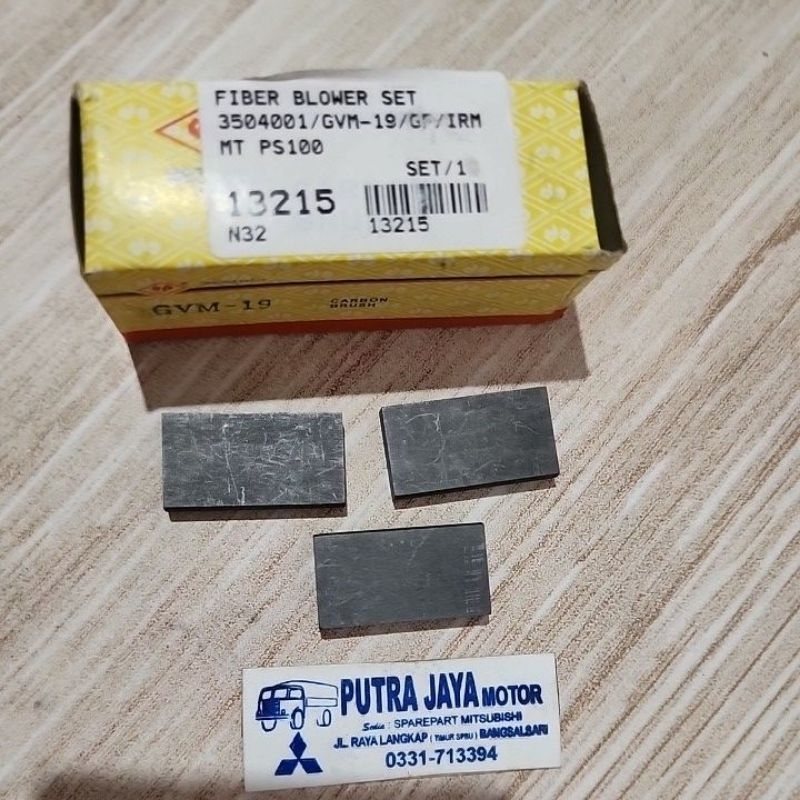 FIBER BLOWER SET
3504001/GVM-19/GP/IRM
MT PS100
SET/1
13215
N32
13215
GVM-19
CARBON
BRUSH
PUTRA JAYA MOTOR
Sedia : SPAREPART MITSUBISHI
JL. RAYA LANGKAP ( TIMUR SPBU ) BANGSALSARI
0331-713394